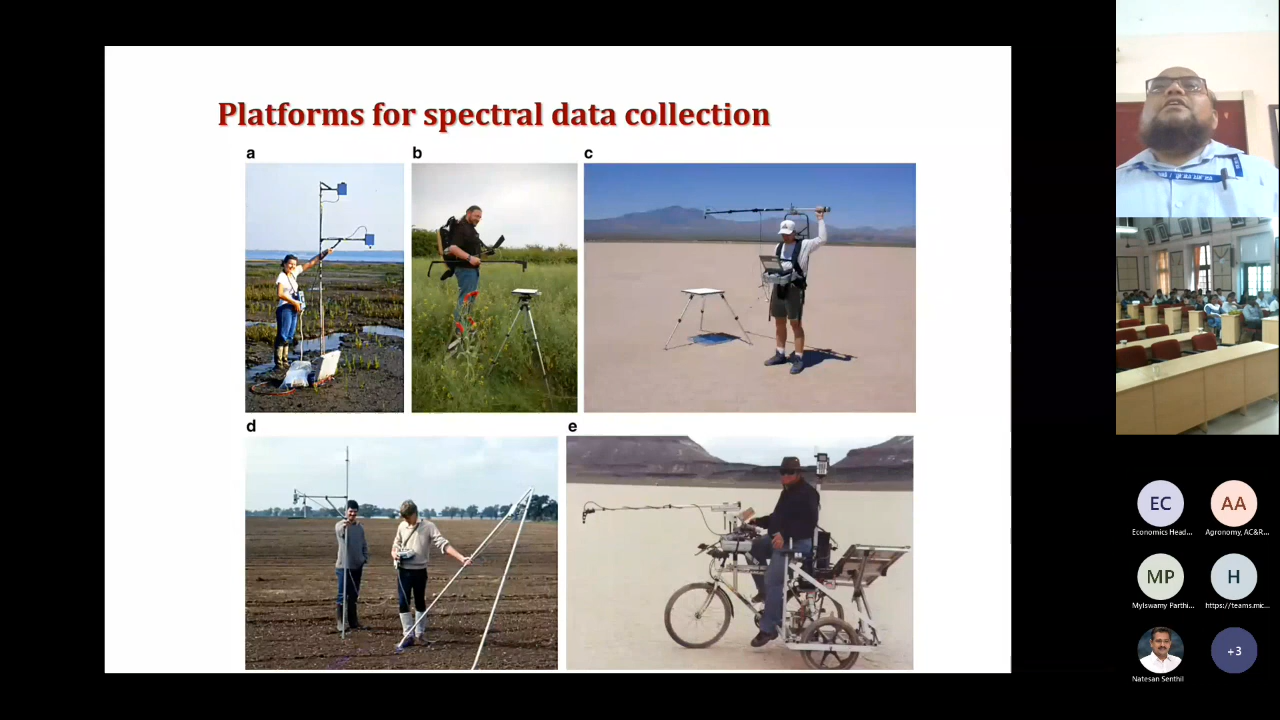 Platforms for spectral data collection
a
b
c
d
e
EC
AA
Economics Head...
Agronomy, AC&R...
MP
H
Mylswamy Parthi...
https://teams.mic...
+3
Natesan Senthil